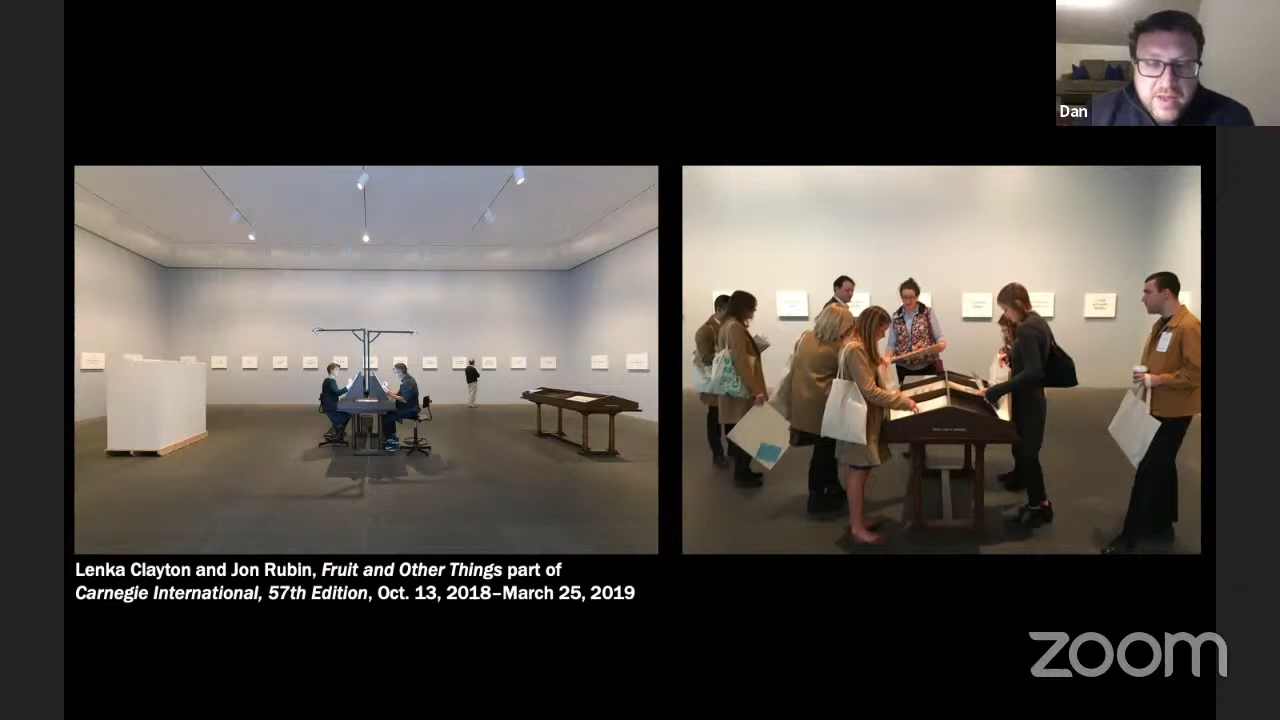 Dan
Lenka Clayton and Jon Rubin, Fruit and Other Things part of
Carnegie International, 57th Edition, Oct. 13, 2018–March 25, 2019
zoom